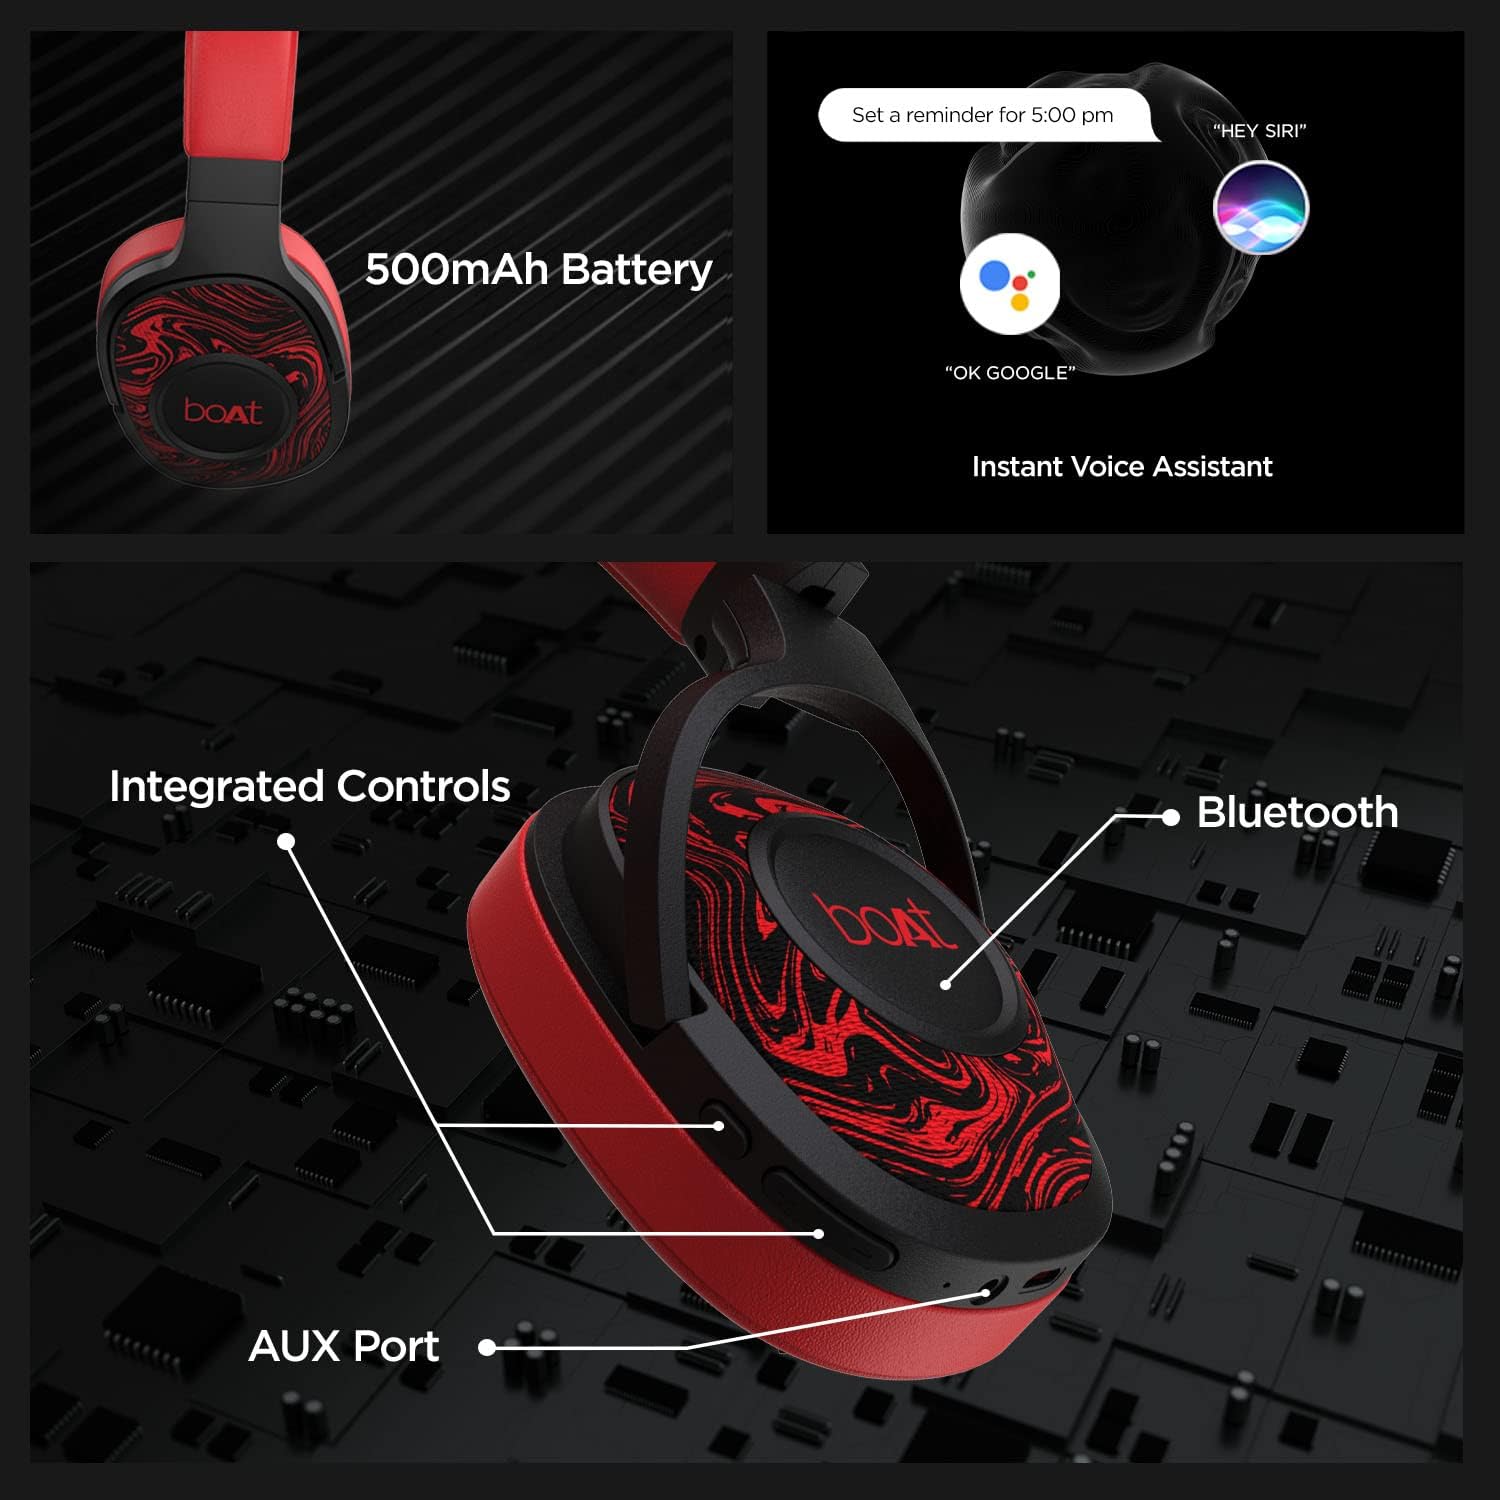 500mAh Battery
boAt
Set a reminder for 5:00 pm
“HEY SIRI”
“OK GOOGLE”
Instant Voice Assistant
Integrated Controls
Bluetooth
boAt
AUX Port